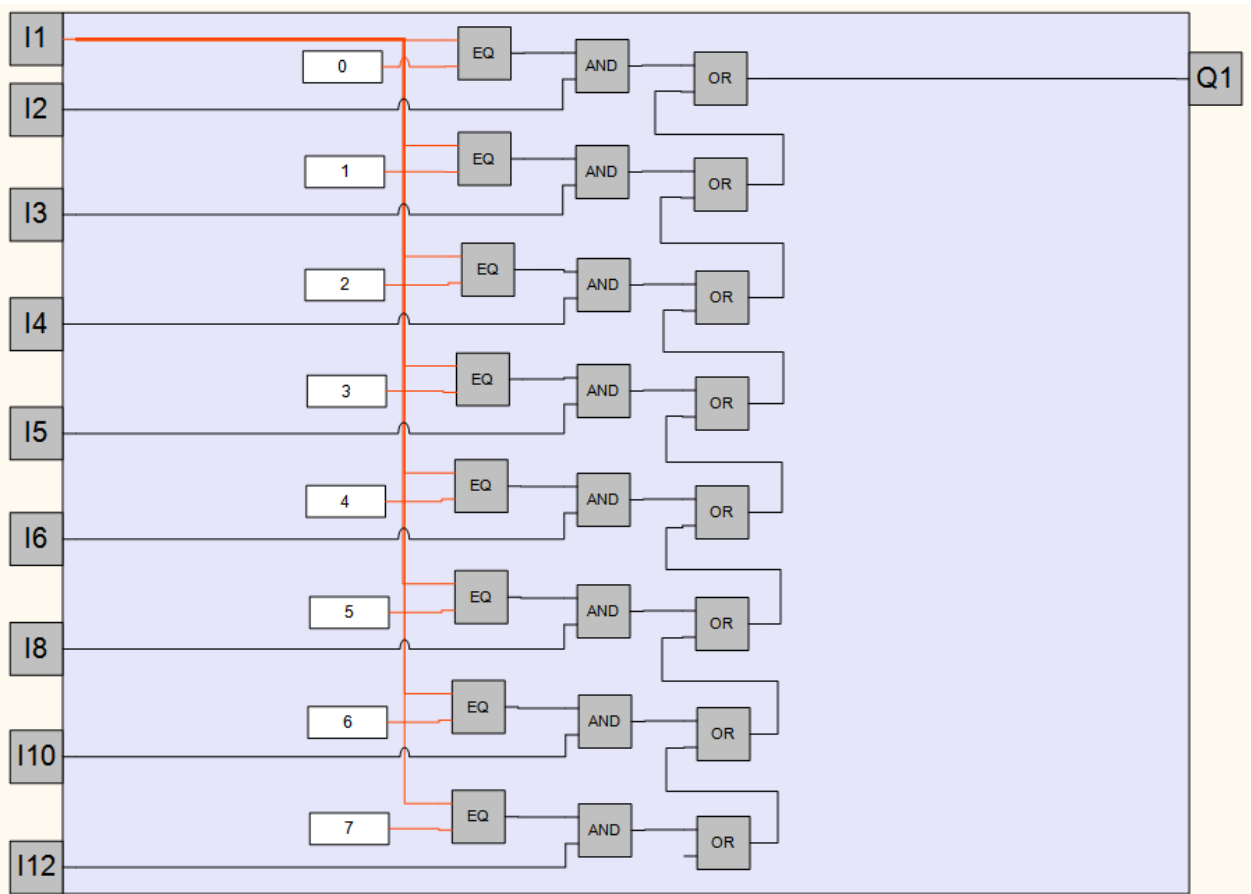 I1
EQ
0
AND
OR
Q1
I2
EQ
1
AND
OR
I3
EQ
2
AND
OR
I4
EQ
3
AND
OR
I5
EQ
4
AND
OR
I6
EQ
5
AND
OR
I8
EQ
6
AND
OR
I10
EQ
7
AND
OR
I12